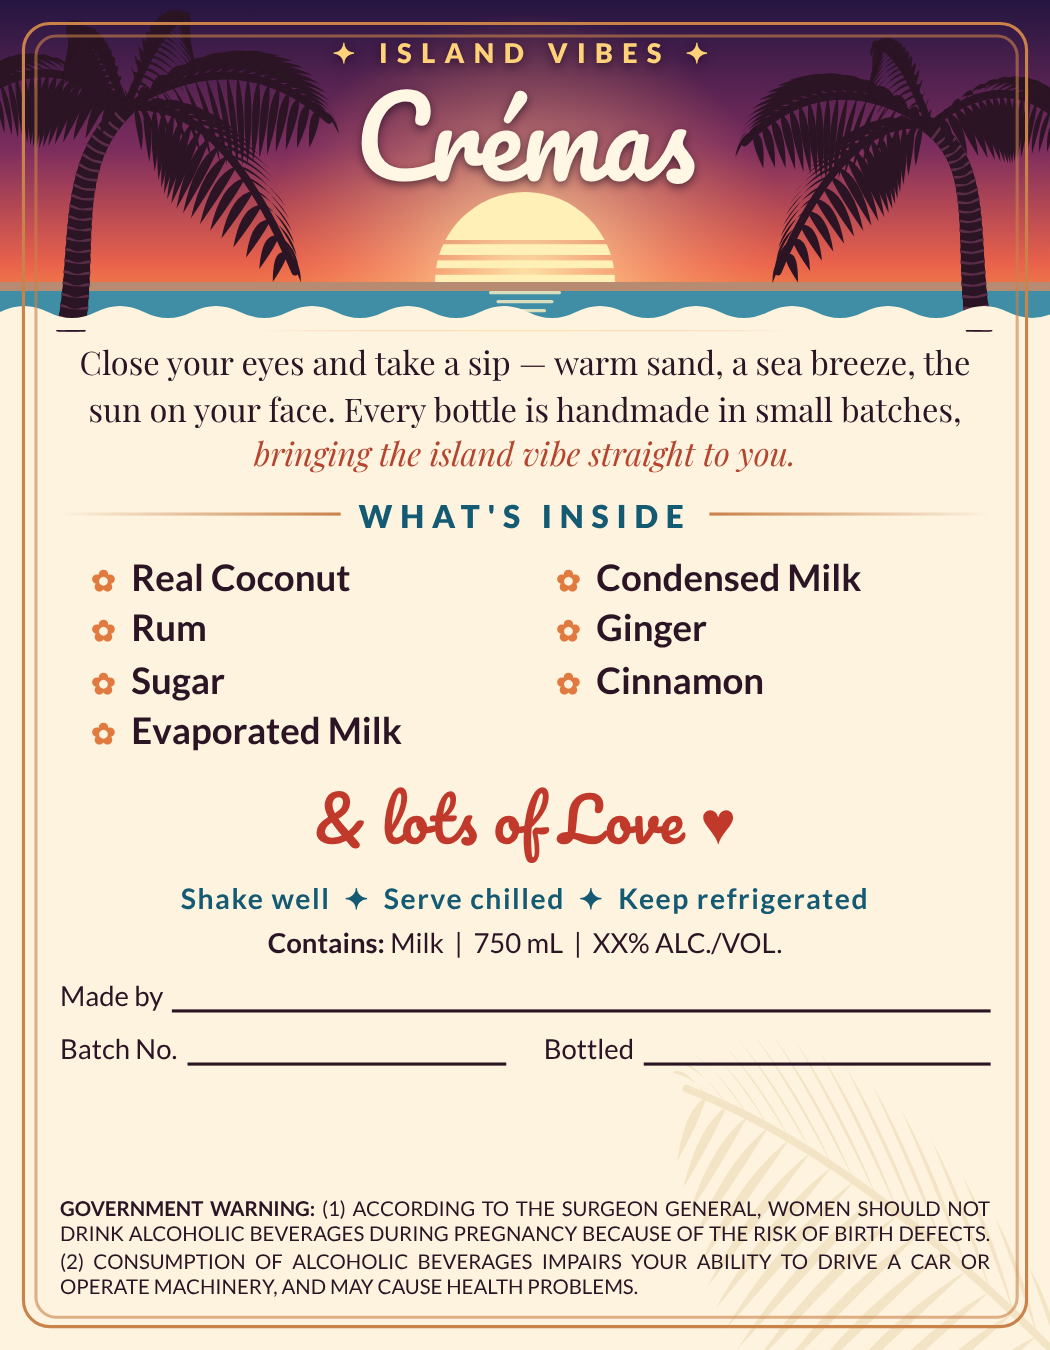 ✦ ISLAND VIBES ✦
Crémas
Close your eyes and take a sip — warm sand, a sea breeze, the
sun on your face. Every bottle is handmade in small batches,
bringing the island vibe straight to you.
WHAT'S INSIDE
✿ Real Coconut
✿ Rum
✿ Sugar
✿ Evaporated Milk
✿ Condensed Milk
✿ Ginger
✿ Cinnamon
& lots of Love ♥
Shake well ✦ Serve chilled ✦ Keep refrigerated
Contains: Milk | 750 mL | XX% ALC./VOL.
Made by
Batch No. Bottled
GOVERNMENT WARNING: (1) ACCORDING TO THE SURGEON GENERAL, WOMEN SHOULD NOT
DRINK ALCOHOLIC BEVERAGES DURING PREGNANCY BECAUSE OF THE RISK OF BIRTH DEFECTS.
(2) CONSUMPTION OF ALCOHOLIC BEVERAGES IMPAIRS YOUR ABILITY TO DRIVE A CAR OR
OPERATE MACHINERY, AND MAY CAUSE HEALTH PROBLEMS.